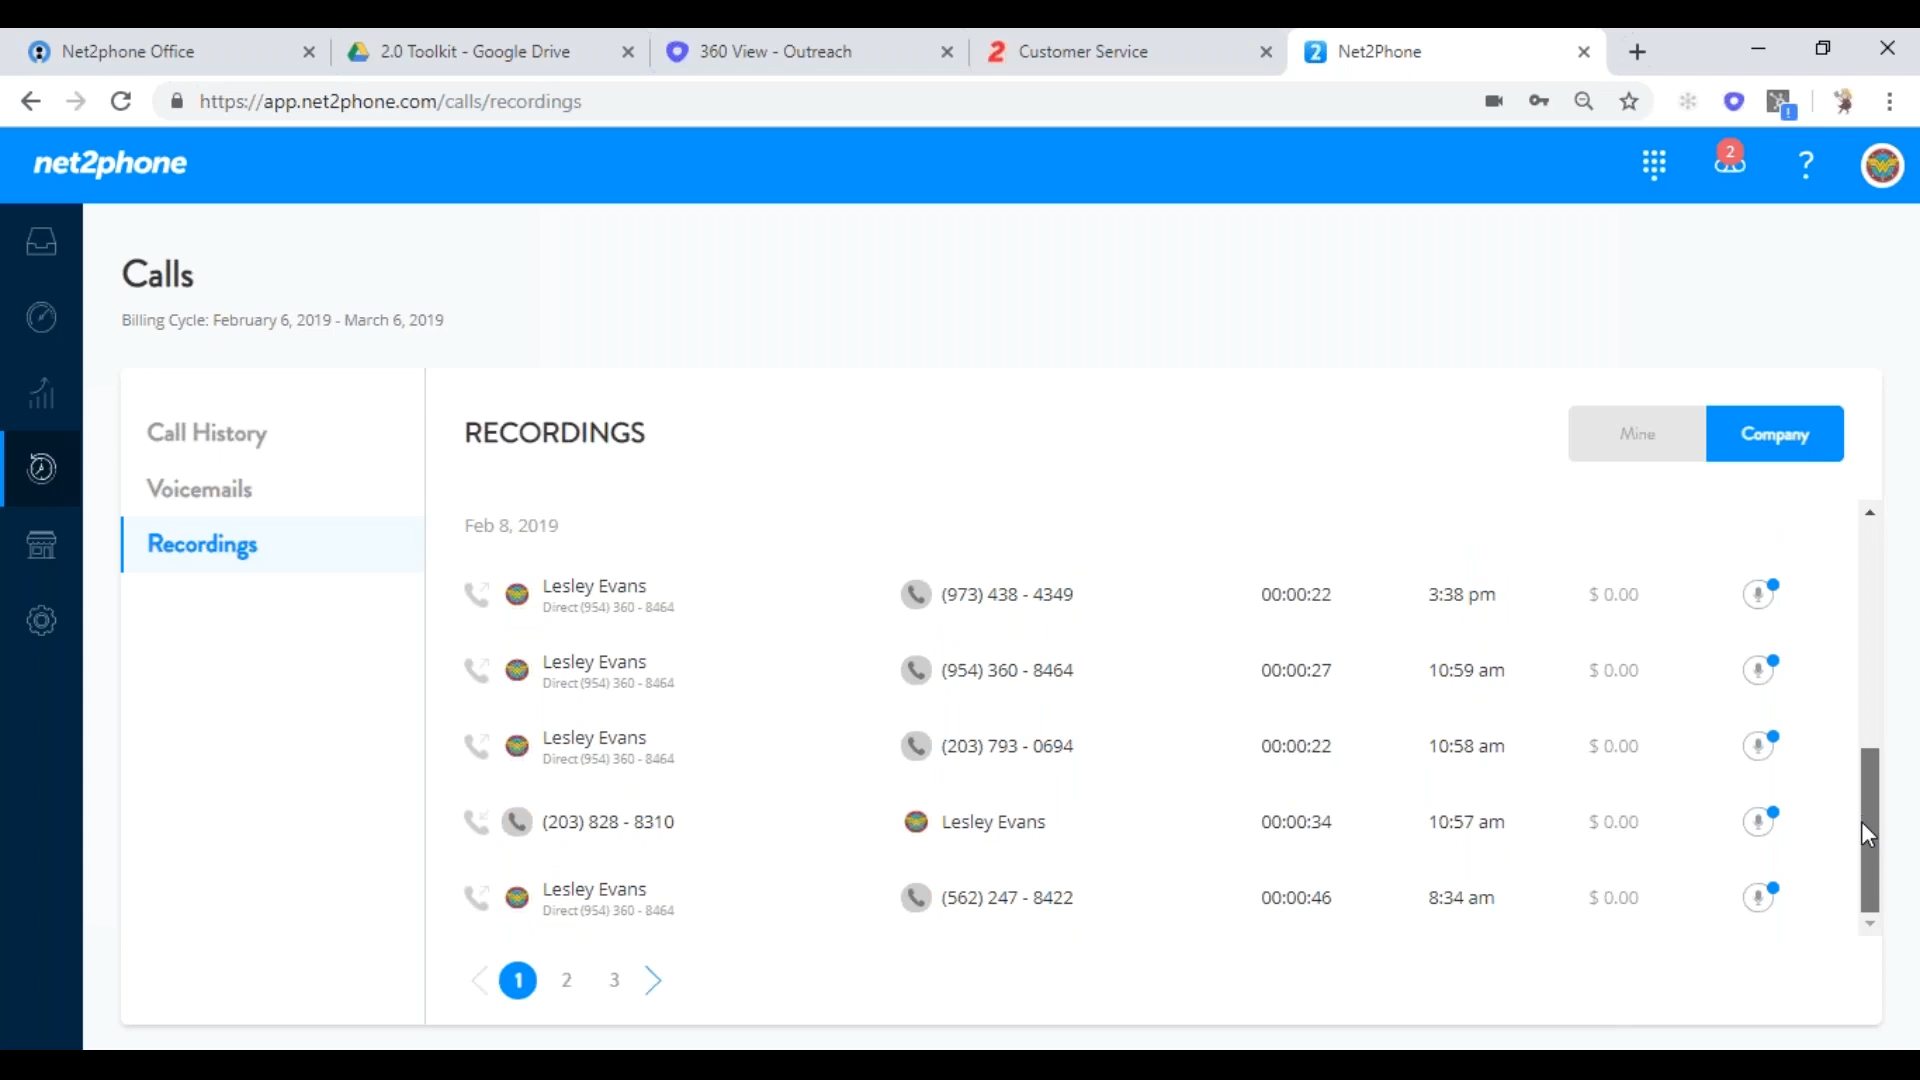 Net2phone Office
2.0 Toolkit - Google Drive
360 View - Outreach
2 Customer Service
2 Net2Phone
https://app.net2phone.com/calls/recordings
net2phone
2
?
Calls
Billing Cycle: February 6, 2019 - March 6, 2019
Call History
Voicemails
Recordings
RECORDINGS
Mine
Company
Feb 8, 2019
Lesley Evans
Direct (954) 360 - 8464
(973) 438 - 4349
00:00:22
3:38 pm
$ 0.00
Lesley Evans
Direct (954) 360 - 8464
(954) 360 - 8464
00:00:27
10:59 am
$ 0.00
Lesley Evans
Direct (954) 360 - 8464
(203) 793 - 0694
00:00:22
10:58 am
$ 0.00
(203) 828 - 8310
Lesley Evans
00:00:34
10:57 am
$ 0.00
Lesley Evans
Direct (954) 360 - 8464
(562) 247 - 8422
00:00:46
8:34 am
$ 0.00
1 2 3